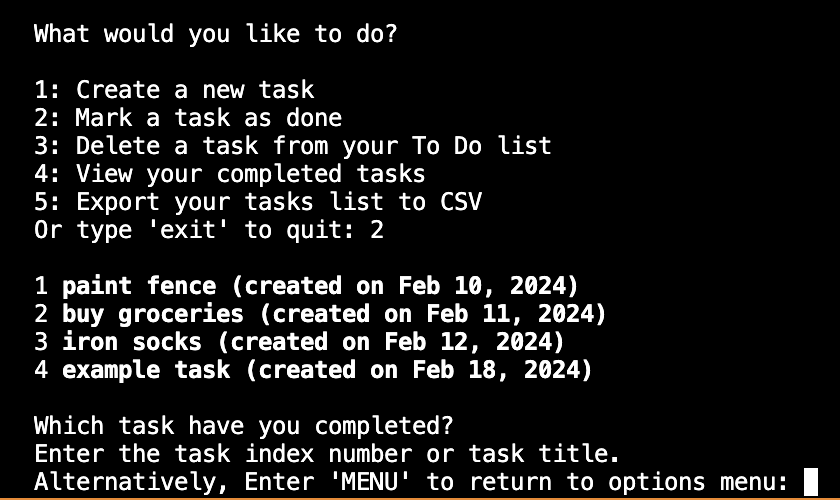 What would you like to do?
1: Create a new task
2: Mark a task as done
3: Delete a task from your To Do list
4: View your completed tasks
5: Export your tasks list to CSV
Or type 'exit' to quit: 2
1 paint fence (created on Feb 10, 2024)
2 buy groceries (created on Feb 11, 2024)
3 iron socks (created on Feb 12, 2024)
4 example task (created on Feb 18, 2024)
Which task have you completed?
Enter the task index number or task title.
Alternatively, Enter 'MENU' to return to options menu: